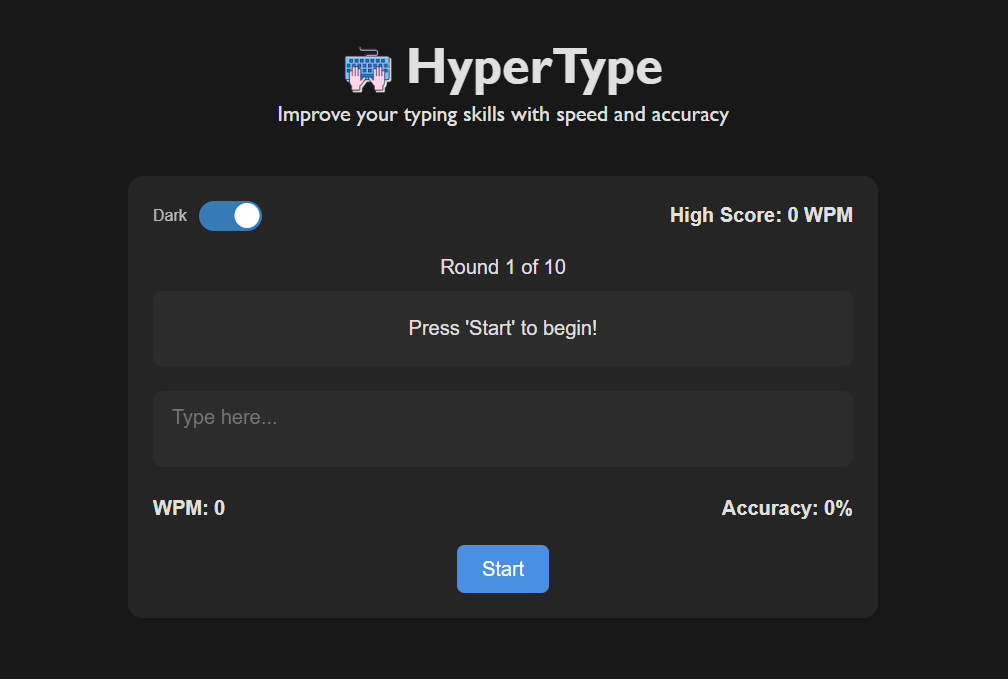 HyperType
Improve your typing skills with speed and accuracy
Dark
High Score: 0 WPM
Round 1 of 10
Press 'Start' to begin!
Type here...
WPM: 0
Accuracy: 0%
Start